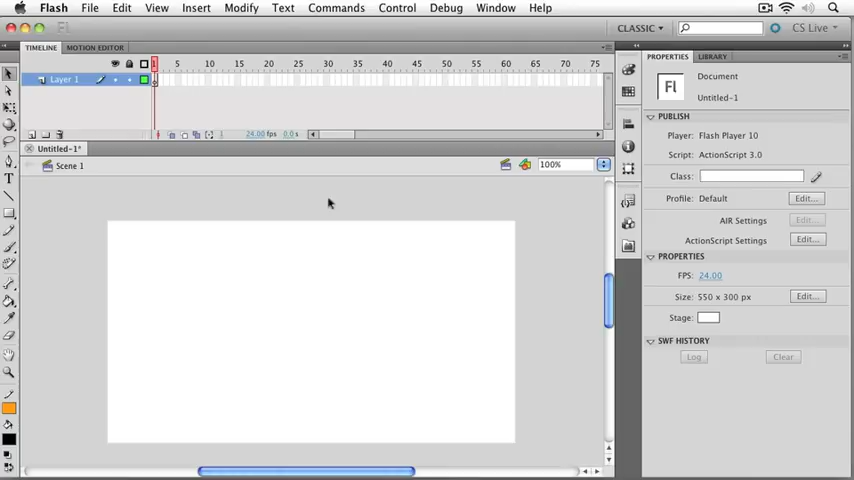 Flash File Edit View Insert Modify Text Commands Control Debug Window Help
CLASSIC CS Live
TIMELINE MOTION EDITOR PROPERTIES LIBRARY
1 5 10 15 20 25 30 35 40 45 50 55 60 65 70 75
Layer 1
Fl Document
Untitled-1
PUBLISH
1 24.00 fps 0.0 s
Player: Flash Player 10
Untitled-1*
Script: ActionScript 3.0
Scene 1 100%
Class:
Profile: Default Edit...
AIR Settings Edit...
ActionScript Settings Edit...
PROPERTIES
FPS: 24.00
Size: 550 x 300 px Edit...
Stage:
SWF HISTORY
Log Clear
T